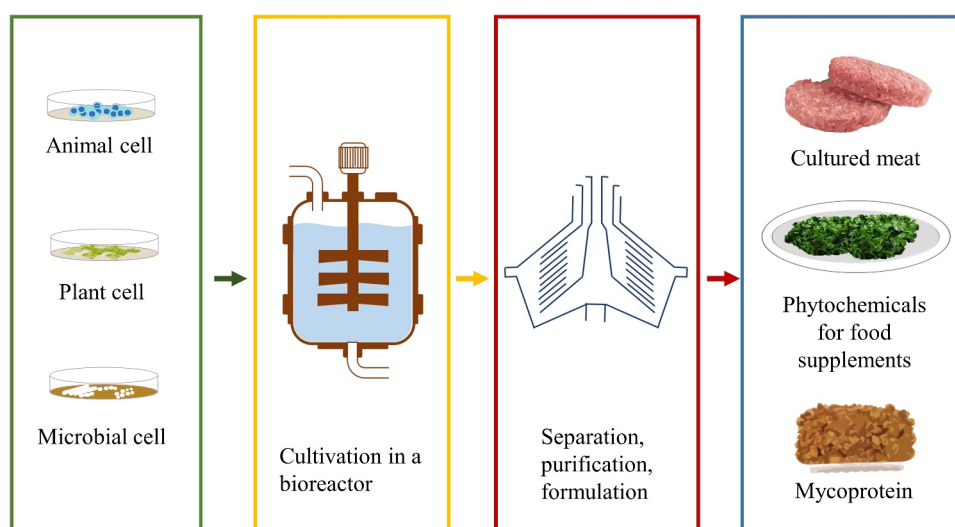 Animal cell
Plant cell
Microbial cell
Cultivation in a
bioreactor
Separation,
purification,
formulation
Cultured meat
Phytochemicals
for food
supplements
Mycoprotein